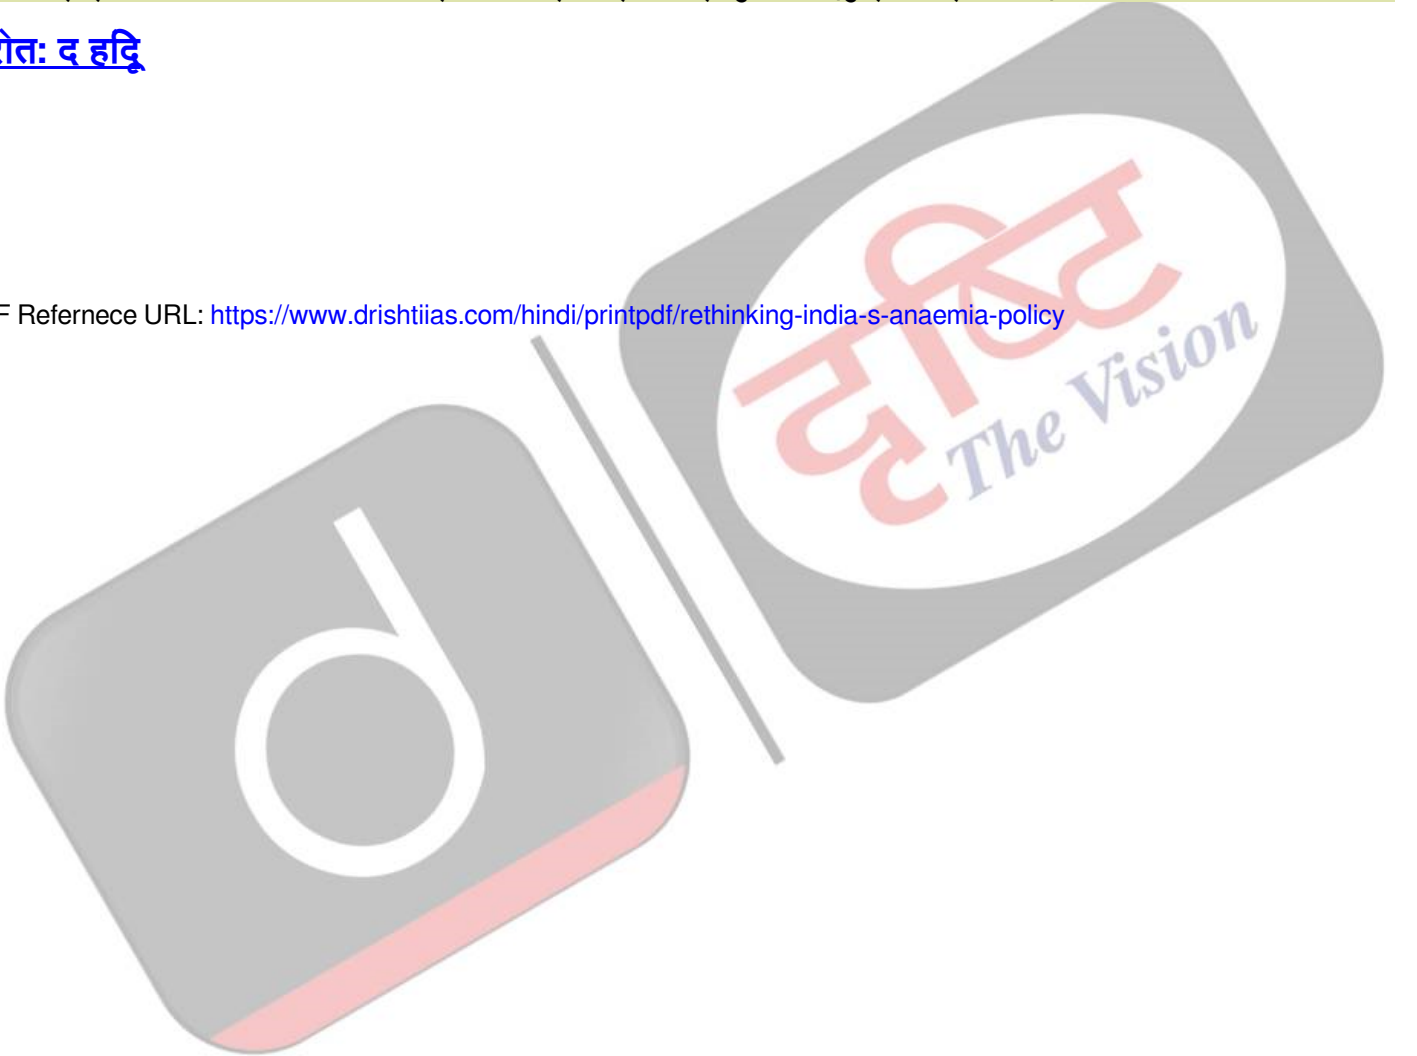 रोत: द हिंदू
F Refernece URL: https://www.drishtiias.com/hindi/printpdf/rethinking-india-s-anaemia-policy
दृष्टि
The Vision
d